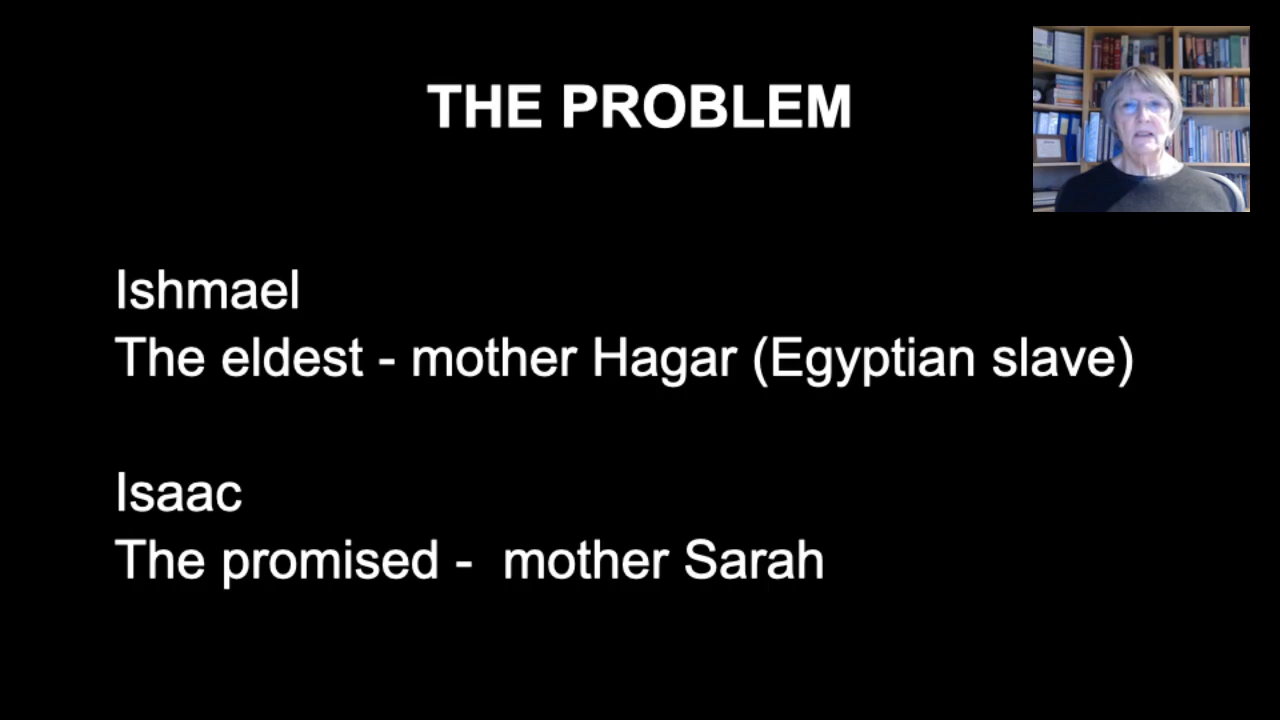 THE PROBLEM
Ishmael
The eldest - mother Hagar (Egyptian slave)
Isaac
The promised -  mother Sarah